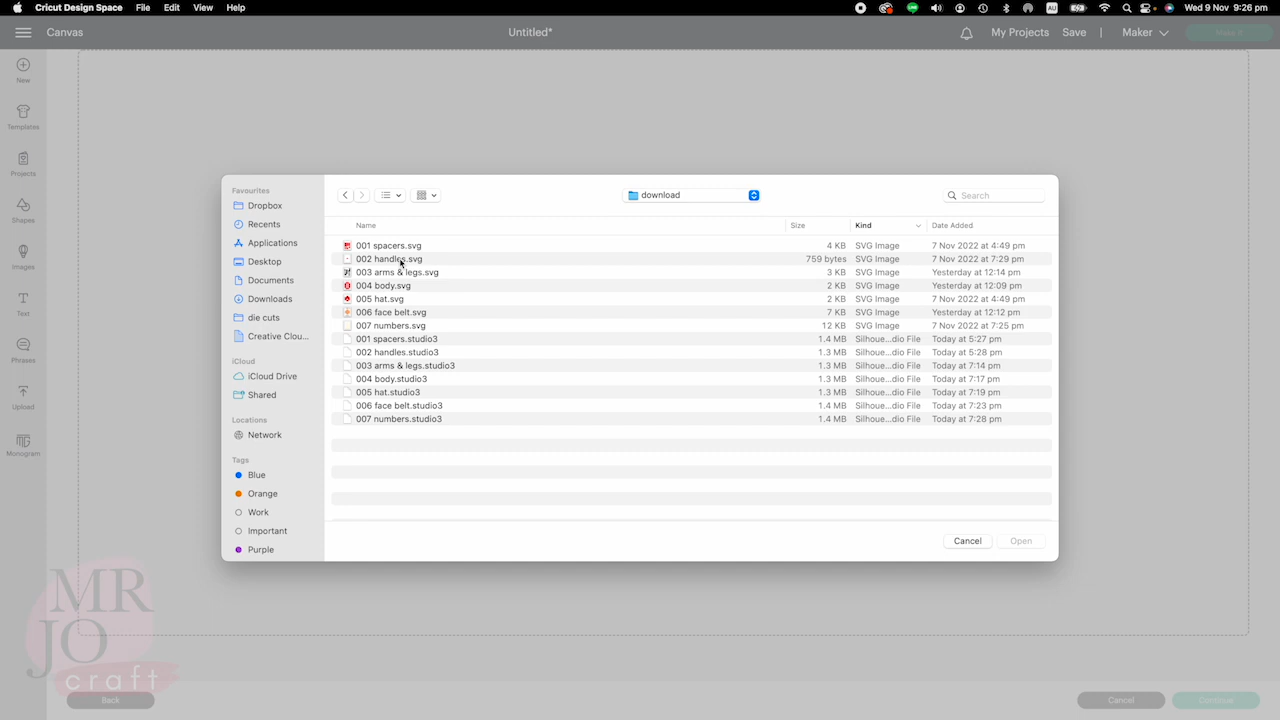 Cricut Design Space File Edit View Help
AU
Wed 9 Nov 9:26 pm
Canvas
Untitled*
My Projects Save | Maker
Make It
New
Templates
Projects
Shapes
Images
Text
Phrases
Upload
Monogram
Favourites
Dropbox
Recents
Applications
Desktop
Documents
Downloads
die cuts
Creative Clou...
iCloud
iCloud Drive
Shared
Locations
Network
Tags
Blue
Orange
Work
Important
Purple
download
Search
Name Size Kind Date Added
001 spacers.svg 4 KB SVG Image 7 Nov 2022 at 4:49 pm
002 handles.svg 759 bytes SVG Image 7 Nov 2022 at 7:29 pm
003 arms & legs.svg 3 KB SVG Image Yesterday at 12:14 pm
004 body.svg 2 KB SVG Image Yesterday at 12:09 pm
005 hat.svg 2 KB SVG Image 7 Nov 2022 at 4:49 pm
006 face belt.svg 7 KB SVG Image Yesterday at 12:12 pm
007 numbers.svg 12 KB SVG Image 7 Nov 2022 at 7:25 pm
001 spacers.studio3 1.4 MB Silhoue...dio File Today at 5:27 pm
002 handles.studio3 1.3 MB Silhoue...dio File Today at 5:28 pm
003 arms & legs.studio3 1.3 MB Silhoue...dio File Today at 7:14 pm
004 body.studio3 1.3 MB Silhoue...dio File Today at 7:17 pm
005 hat.studio3 1.3 MB Silhoue...dio File Today at 7:19 pm
006 face belt.studio3 1.4 MB Silhoue...dio File Today at 7:23 pm
007 numbers.studio3 1.4 MB Silhoue...dio File Today at 7:28 pm
Cancel Open
MR
JO
craft
Back
Cancel Continue